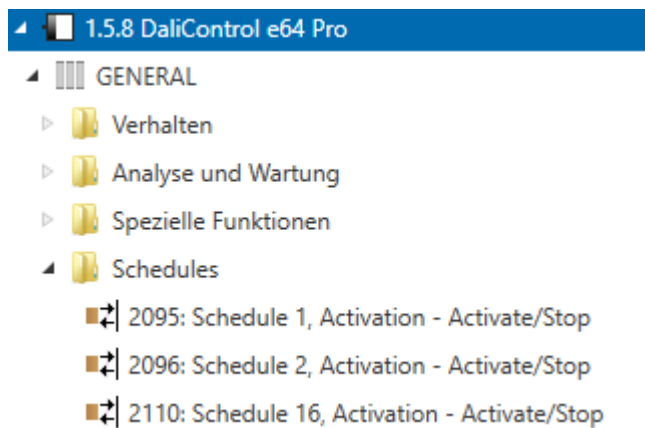 1.5.8 DaliControl e64 Pro
GENERAL
Verhalten
Analyse und Wartung
Spezielle Funktionen
Schedules
2095: Schedule 1, Activation - Activate/Stop
2096: Schedule 2, Activation - Activate/Stop
2110: Schedule 16, Activation - Activate/Stop